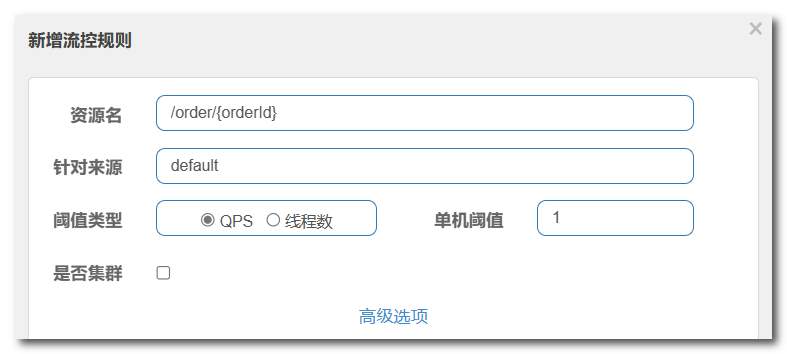 新增流控规则 ×
资源名 /order/{orderId}
针对来源 default
阈值类型 QPS 线程数 单机阈值 1
是否集群
高级选项